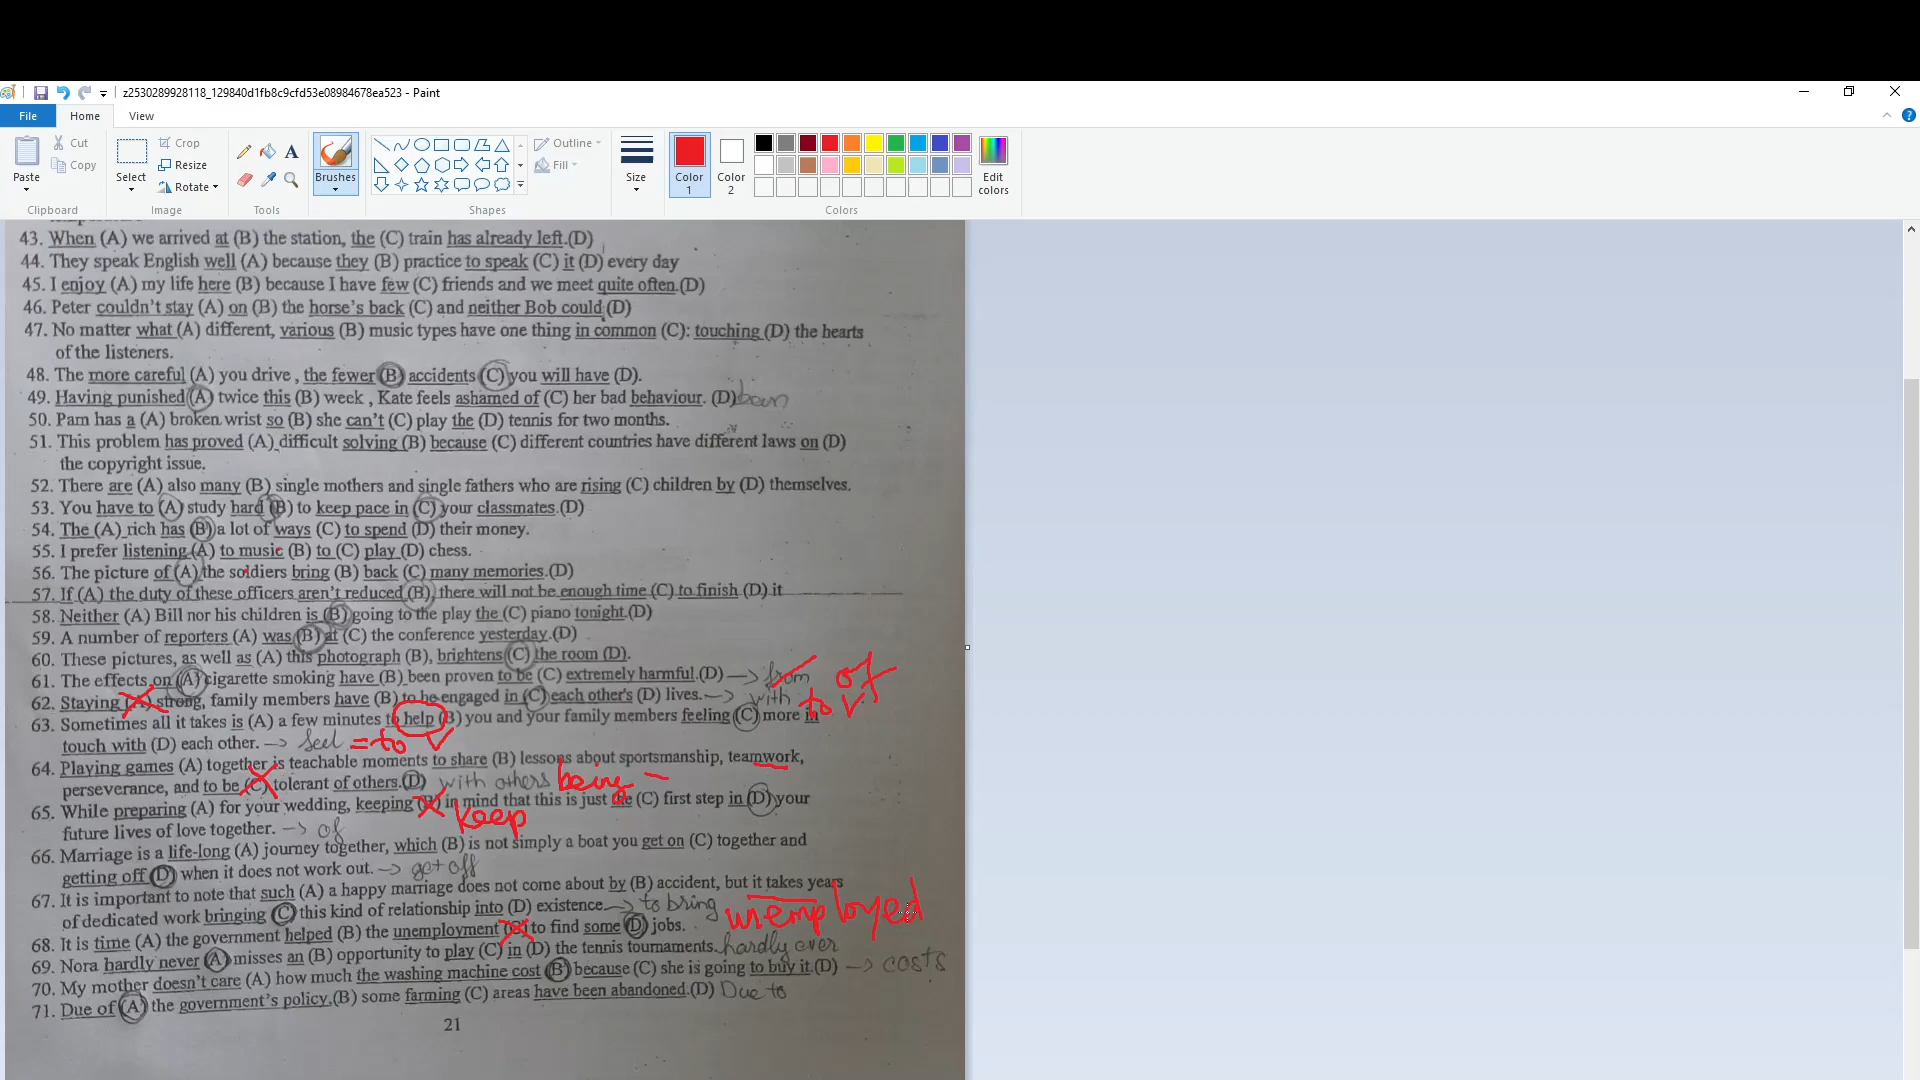 z2530289928118_129840d1fb8c9cfd53e08984678ea523 - Paint
File Home View
Paste Cut Copy Clipboard
Select Crop Resize Rotate Image
Tools
Brushes
Shapes Outline Fill
Size
Color 1 Color 2 Edit colors Colors
43. When (A) we arrived at (B) the station, the (C) train has already left.(D)
44. They speak English well (A) because they (B) practice to speak (C) it (D) every day
45. I enjoy (A) my life here (B) because I have few (C) friends and we meet quite often.(D)
46. Peter couldn't stay (A) on (B) the horse's back (C) and neither Bob could (D)
47. No matter what (A) different, various (B) music types have one thing in common (C): touching (D) the hearts
of the listeners.
48. The more careful (A) you drive , the fewer (B) accidents (C) you will have (D).
49. Having punished (A) twice this (B) week , Kate feels ashamed of (C) her bad behaviour. (D) been
50. Pam has a (A) broken wrist so (B) she can't (C) play the (D) tennis for two months.
51. This problem has proved (A) difficult solving (B) because (C) different countries have different laws on (D)
the copyright issue.
52. There are (A) also many (B) single mothers and single fathers who are rising (C) children by (D) themselves.
53. You have to (A) study hard (B) to keep pace in (C) your classmates.(D)
54. The (A) rich has (B) a lot of ways (C) to spend (D) their money.
55. I prefer listening (A) to music (B) to (C) play (D) chess.
56. The picture of (A) the soldiers bring (B) back (C) many memories.(D)
57. If (A) the duty of these officers aren't reduced (B), there will not be enough time (C) to finish (D) it
58. Neither (A) Bill nor his children is (B) going to the play the (C) piano tonight.(D)
59. A number of reporters (A) was (B) at (C) the conference yesterday.(D)
60. These pictures, as well as (A) this photograph (B), brightens (C) the room (D).
61. The effects on (A) cigarette smoking have (B) been proven to be (C) extremely harmful.(D) → from of
62. Staying (A) strong, family members have (B) to be engaged in (C) each other's (D) lives. → with to V
63. Sometimes all it takes is (A) a few minutes to help (B) you and your family members feeling (C) more in
touch with (D) each other. → feel = to V
64. Playing games (A) together is teachable moments to share (B) lessons about sportsmanship, teamwork,
perseverance, and to be (C) tolerant of others.(D) with others being
65. While preparing (A) for your wedding, keeping (B) in mind that this is just the (C) first step in (D) your
future lives of love together. → of keep
66. Marriage is a life-long (A) journey together, which (B) is not simply a boat you get on (C) together and
getting off (D) when it does not work out. → get off
67. It is important to note that such (A) a happy marriage does not come about by (B) accident, but it takes years
of dedicated work bringing (C) this kind of relationship into (D) existence. → to bring
68. It is time (A) the government helped (B) the unemployment (C) to find some (D) jobs. unemployed
69. Nora hardly never (A) misses an (B) opportunity to play (C) in (D) the tennis tournaments. hardly ever
70. My mother doesn't care (A) how much the washing machine cost (B) because (C) she is going to buy it.(D) → costs
71. Due of (A) the government's policy,(B) some farming (C) areas have been abandoned.(D) Due to
21